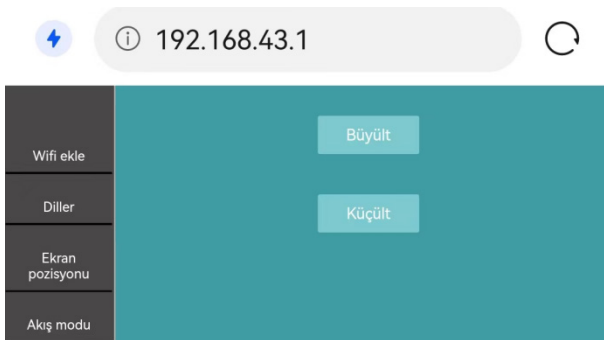 192.168.43.1
Büyült
Wifi ekle
Diller
Küçült
Ekran
pozisyonu
Akış modu